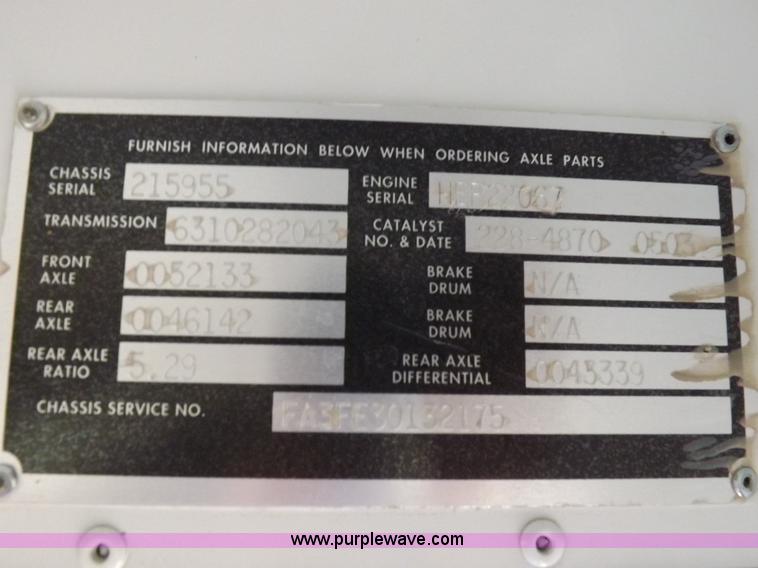 FURNISH INFORMATION BELOW WHEN ORDERING AXLE PARTS
CHASSIS SERIAL 215955
ENGINE SERIAL
TRANSMISSION 6310282043
CATALYST NO. & DATE 228-4870 0503
FRONT AXLE 0052133
BRAKE DRUM N/A
REAR AXLE 0046142
BRAKE DRUM N/A
REAR AXLE RATIO 5.29
REAR AXLE DIFFERENTIAL 0045339
CHASSIS SERVICE NO. FA3FE30132175
www.purplewave.com